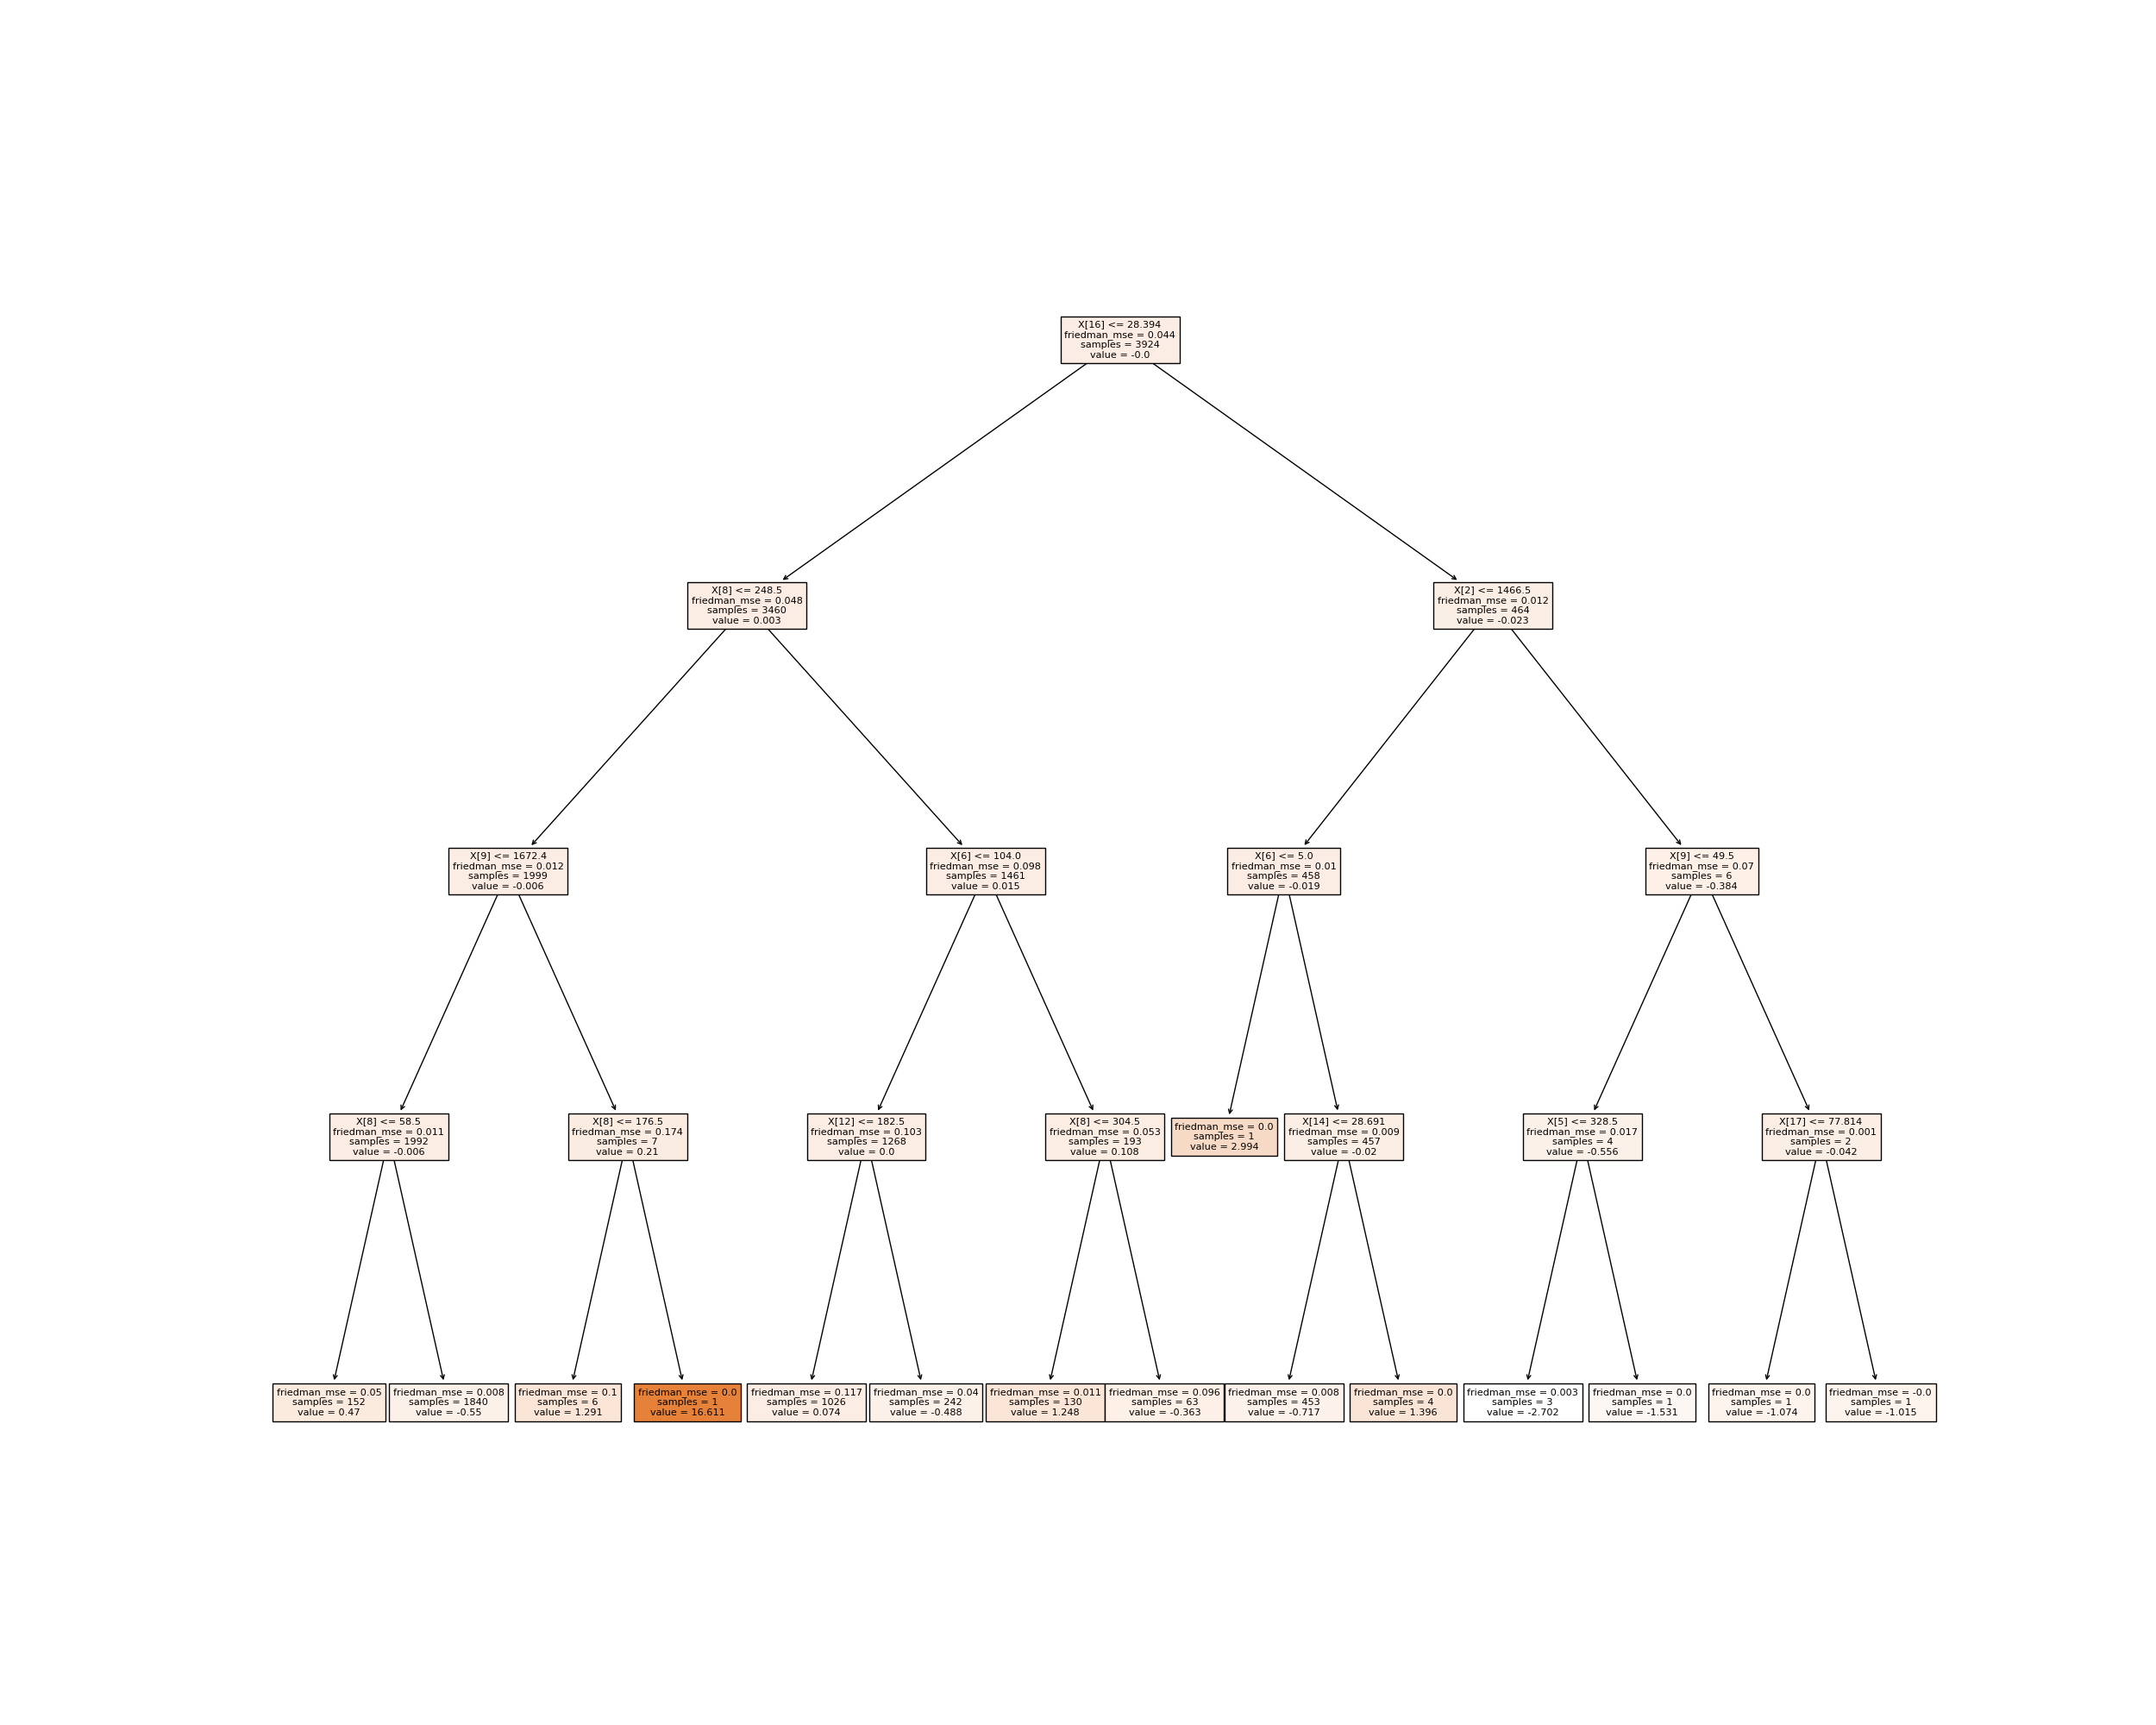 X[16] <= 28.394
friedman_mse = 0.044
samples = 3924
value = -0.0
X[8] <= 248.5
friedman_mse = 0.048
samples = 3460
value = 0.003
X[2] <= 1466.5
friedman_mse = 0.012
samples = 464
value = -0.023
X[9] <= 1672.4
friedman_mse = 0.012
samples = 1999
value = -0.006
X[6] <= 104.0
friedman_mse = 0.098
samples = 1461
value = 0.015
X[6] <= 5.0
friedman_mse = 0.01
samples = 458
value = -0.019
X[9] <= 49.5
friedman_mse = 0.07
samples = 6
value = -0.384
X[8] <= 58.5
friedman_mse = 0.011
samples = 1992
value = -0.006
X[8] <= 176.5
friedman_mse = 0.174
samples = 7
value = 0.21
X[12] <= 182.5
friedman_mse = 0.103
samples = 1268
value = 0.0
X[8] <= 304.5
friedman_mse = 0.053
samples = 193
value = 0.108
friedman_mse = 0.0
samples = 1
value = 2.994
X[14] <= 28.691
friedman_mse = 0.009
samples = 457
value = -0.02
X[5] <= 328.5
friedman_mse = 0.017
samples = 4
value = -0.556
X[17] <= 77.814
friedman_mse = 0.001
samples = 2
value = -0.042
friedman_mse = 0.05
samples = 152
value = 0.47
friedman_mse = 0.008
samples = 1840
value = -0.55
friedman_mse = 0.1
samples = 6
value = 1.291
friedman_mse = 0.0
samples = 1
value = 16.611
friedman_mse = 0.117
samples = 1026
value = 0.074
friedman_mse = 0.04
samples = 242
value = -0.488
friedman_mse = 0.011
samples = 130
value = 1.248
friedman_mse = 0.096
samples = 63
value = -0.363
friedman_mse = 0.008
samples = 453
value = -0.717
friedman_mse = 0.0
samples = 4
value = 1.396
friedman_mse = 0.003
samples = 3
value = -2.702
friedman_mse = 0.0
samples = 1
value = -1.531
friedman_mse = 0.0
samples = 1
value = -1.074
friedman_mse = -0.0
samples = 1
value = -1.015